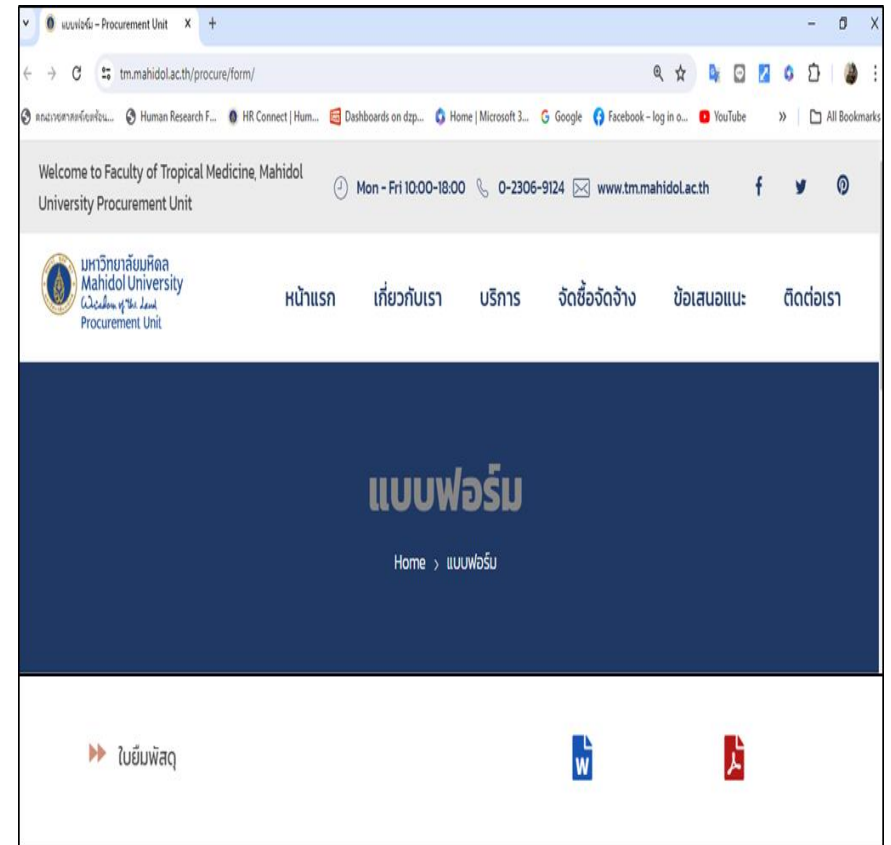 แบบฟอร์ม – Procurement Unit
tm.mahidol.ac.th/procure/form/
Human Research F... HR Connect | Hum... Dashboards on dzp... Home | Microsoft 3... Google Facebook – log in o... YouTube » All Bookmarks
Welcome to Faculty of Tropical Medicine, Mahidol
University Procurement Unit
Mon - Fri 10:00-18:00 0-2306-9124 www.tm.mahidol.ac.th
มหาวิทยาลัยมหิดล
Mahidol University
Wisdom of the Land
Procurement Unit
หน้าแรก เกี่ยวกับเรา บริการ จัดซื้อจัดจ้าง ข้อเสนอแนะ ติดต่อเรา
แบบฟอร์ม
Home > แบบฟอร์ม
ใบยืมพัสดุ
W